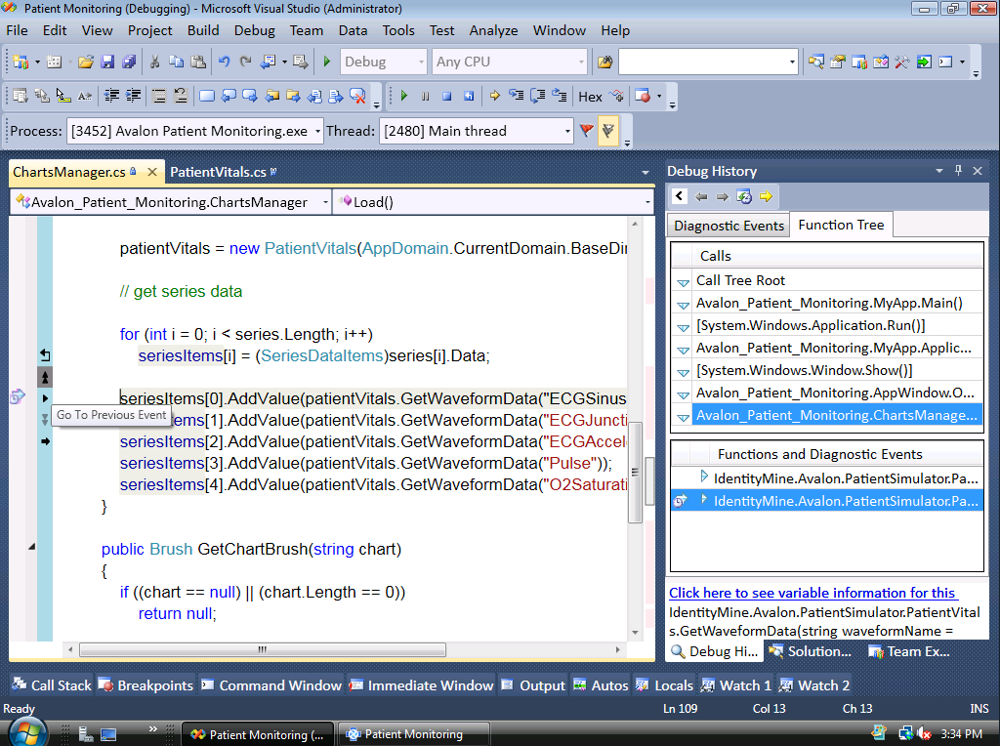 Patient Monitoring (Debugging) - Microsoft Visual Studio (Administrator)
File Edit View Project Build Debug Team Data Tools Test Analyze Window Help
Debug Any CPU
Hex
Process: [3452] Avalon Patient Monitoring.exe Thread: [2480] Main thread
ChartsManager.cs PatientVitals.cs
Avalon_Patient_Monitoring.ChartsManager Load()
patientVitals = new PatientVitals(AppDomain.CurrentDomain.BaseDir
// get series data
for (int i = 0; i < series.Length; i++)
seriesItems[i] = (SeriesDataItems)series[i].Data;
seriesItems[0].AddValue(patientVitals.GetWaveformData("ECGSinus
Items[1].AddValue(patientVitals.GetWaveformData("ECGJuncti
Go To Previous Event
seriesItems[2].AddValue(patientVitals.GetWaveformData("ECGAccele
seriesItems[3].AddValue(patientVitals.GetWaveformData("Pulse"));
seriesItems[4].AddValue(patientVitals.GetWaveformData("O2Saturati
}
public Brush GetChartBrush(string chart)
{
if ((chart == null) || (chart.Length == 0))
return null;
Debug History
Diagnostic Events Function Tree
Calls
Call Tree Root
Avalon_Patient_Monitoring.MyApp.Main()
[System.Windows.Application.Run()]
Avalon_Patient_Monitoring.MyApp.Applic...
[System.Windows.Window.Show()]
Avalon_Patient_Monitoring.AppWindow.O...
Avalon_Patient_Monitoring.ChartsManage...
Functions and Diagnostic Events
IdentityMine.Avalon.PatientSimulator.Pa...
IdentityMine.Avalon.PatientSimulator.Pa...
Click here to see variable information for this
IdentityMine.Avalon.PatientSimulator.PatientVital
s.GetWaveformData(string waveformName =
Debug Hi... Solution... Team Ex...
Call Stack Breakpoints Command Window Immediate Window Output Autos Locals Watch 1 Watch 2
Ready Ln 109 Col 13 Ch 13 INS
» Patient Monitoring (... Patient Monitoring 3:34 PM